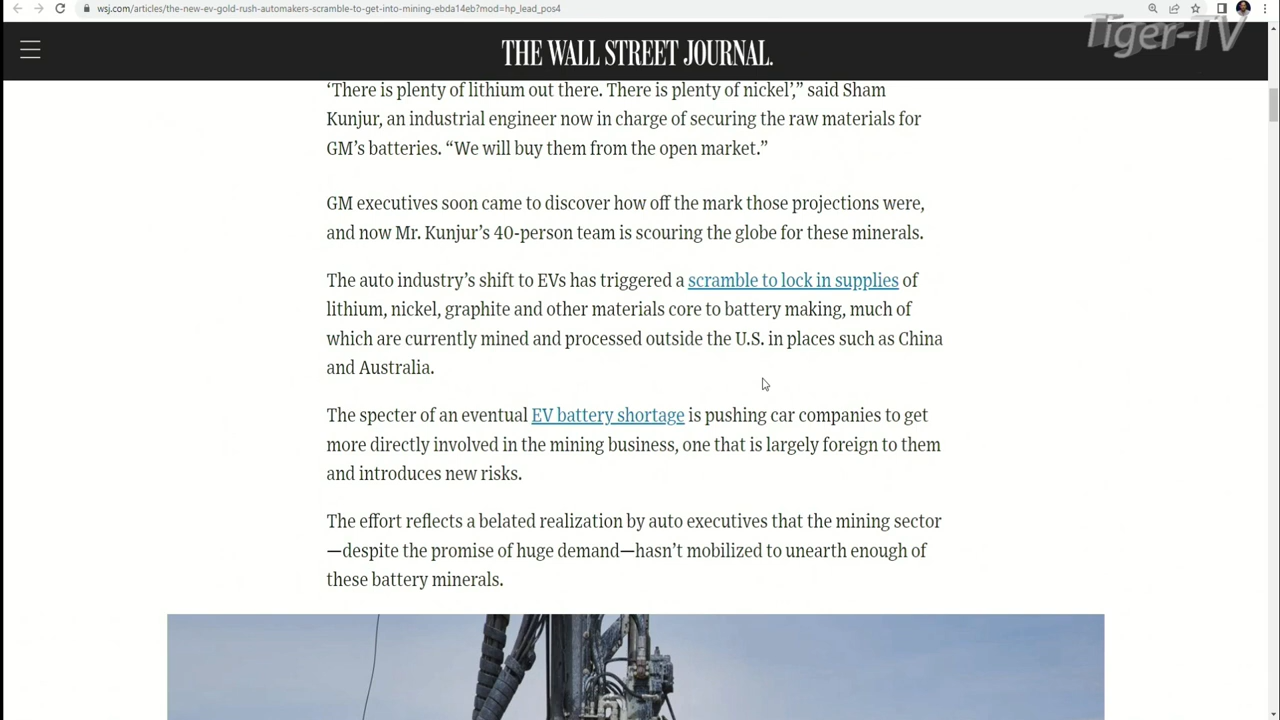 wsj.com/articles/the-new-ev-gold-rush-automakers-scramble-to-get-into-mining-ebda14eb?mod=hp_lead_pos4
Tiger-TV
THE WALL STREET JOURNAL.
‘There is plenty of lithium out there. There is plenty of nickel’,” said Sham
Kunjur, an industrial engineer now in charge of securing the raw materials for
GM’s batteries. “We will buy them from the open market.”
GM executives soon came to discover how off the mark those projections were,
and now Mr. Kunjur’s 40-person team is scouring the globe for these minerals.
The auto industry’s shift to EVs has triggered a scramble to lock in supplies of
lithium, nickel, graphite and other materials core to battery making, much of
which are currently mined and processed outside the U.S. in places such as China
and Australia.
The specter of an eventual EV battery shortage is pushing car companies to get
more directly involved in the mining business, one that is largely foreign to them
and introduces new risks.
The effort reflects a belated realization by auto executives that the mining sector
—despite the promise of huge demand—hasn’t mobilized to unearth enough of
these battery minerals.